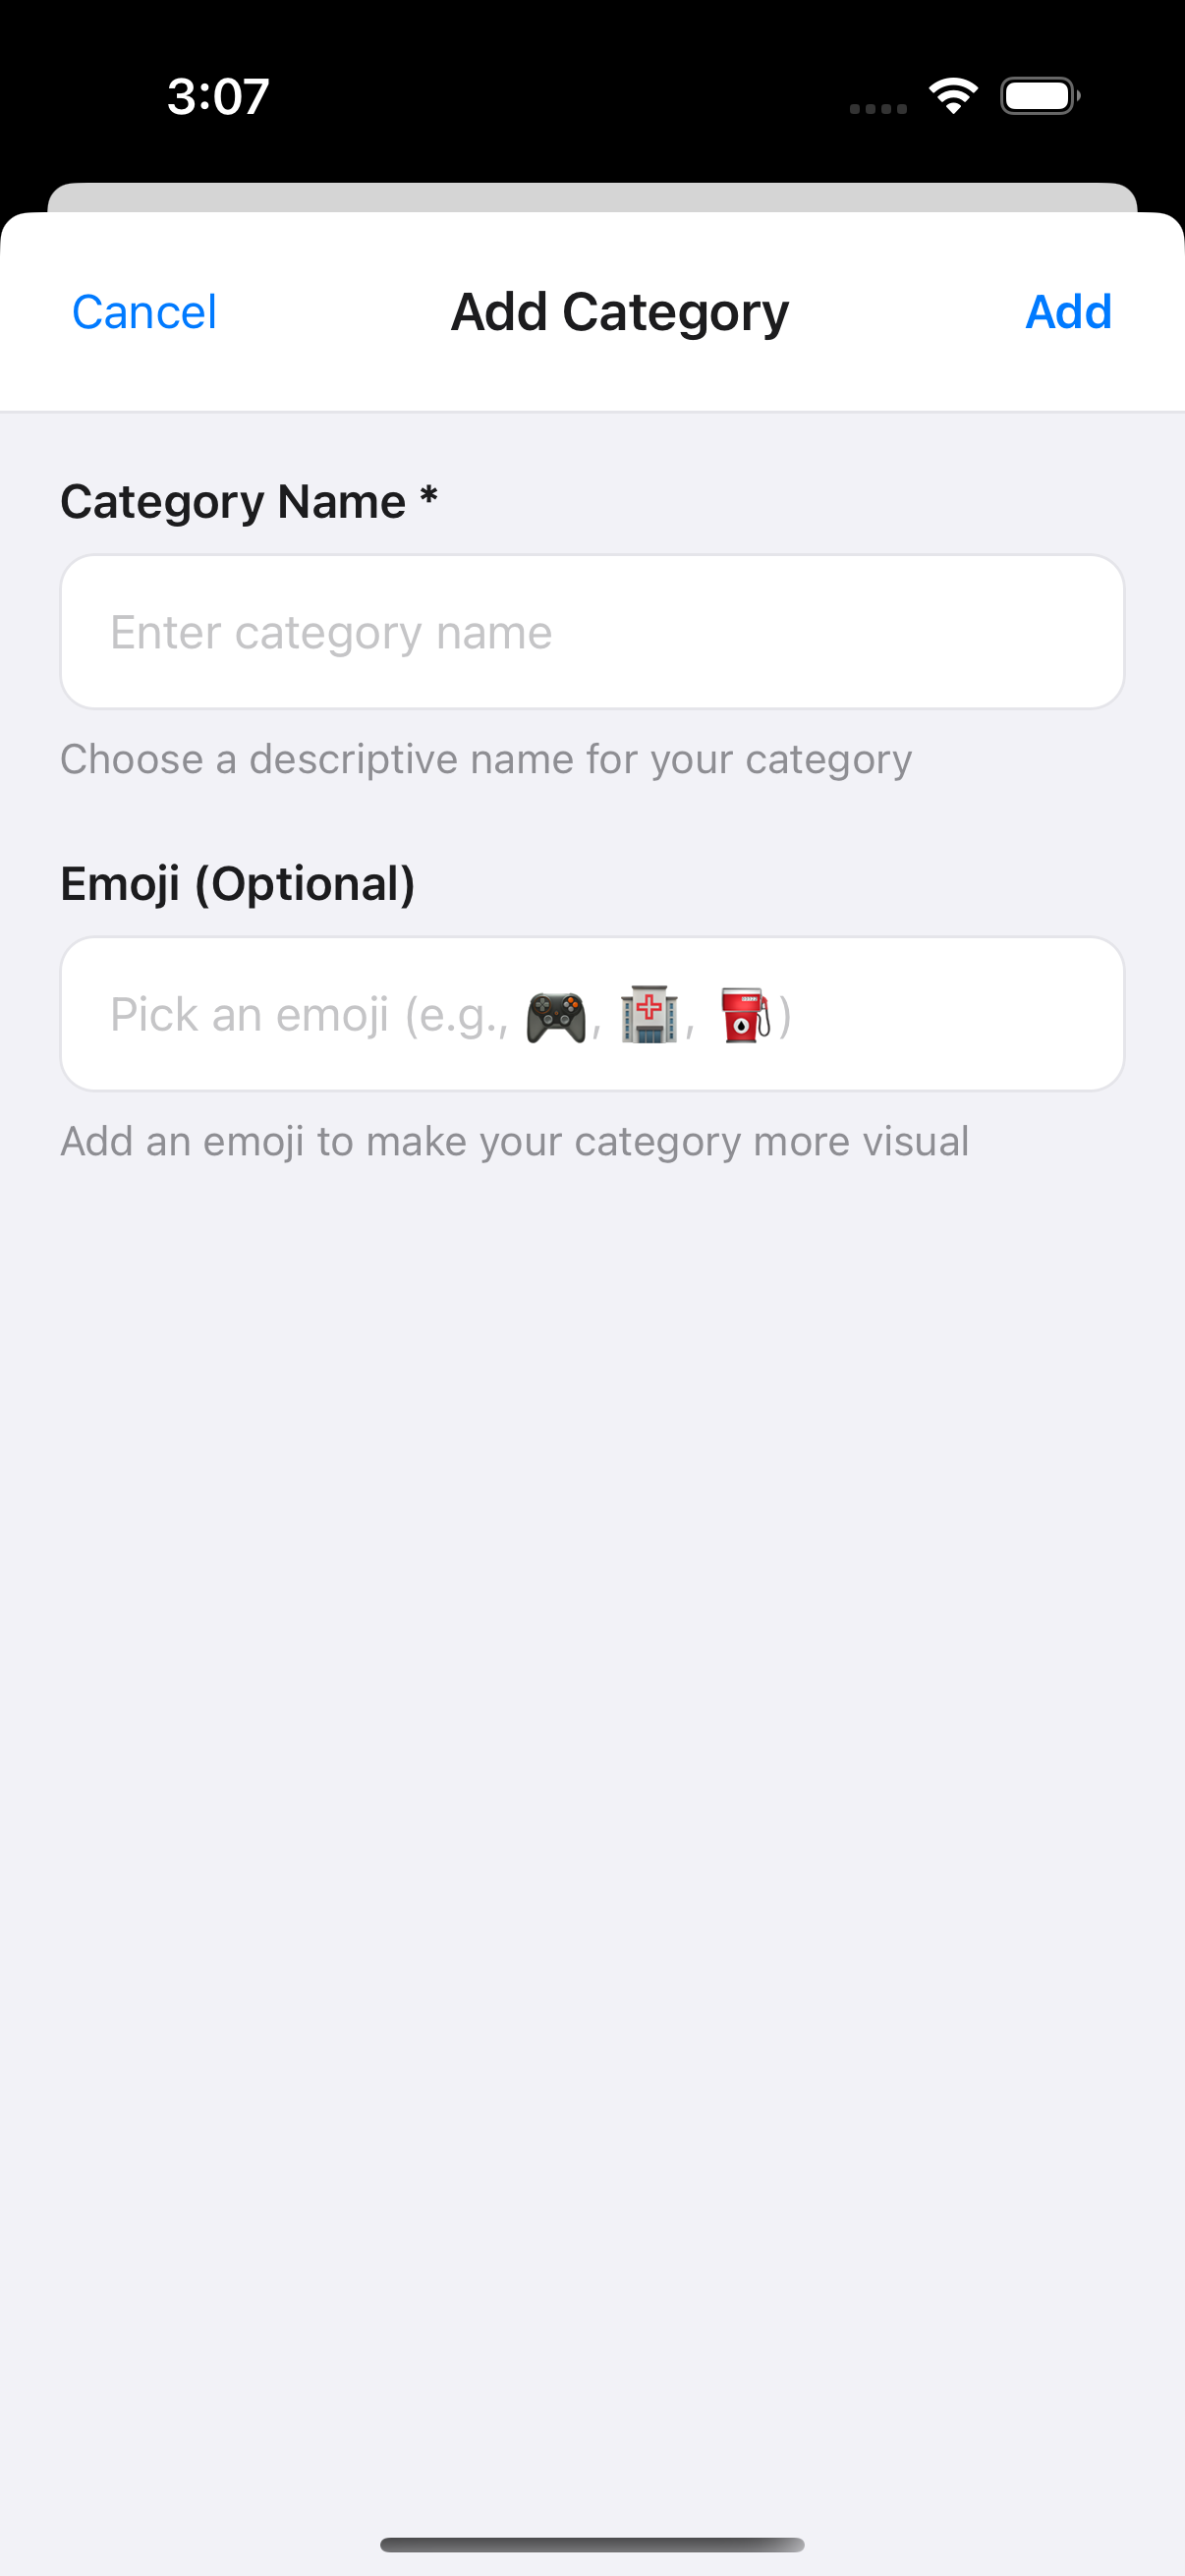 3:07
Cancel Add Category Add
Category Name *
Enter category name
Choose a descriptive name for your category
Emoji (Optional)
Pick an emoji (e.g., 🎮, 🏥, ⛽)
Add an emoji to make your category more visual